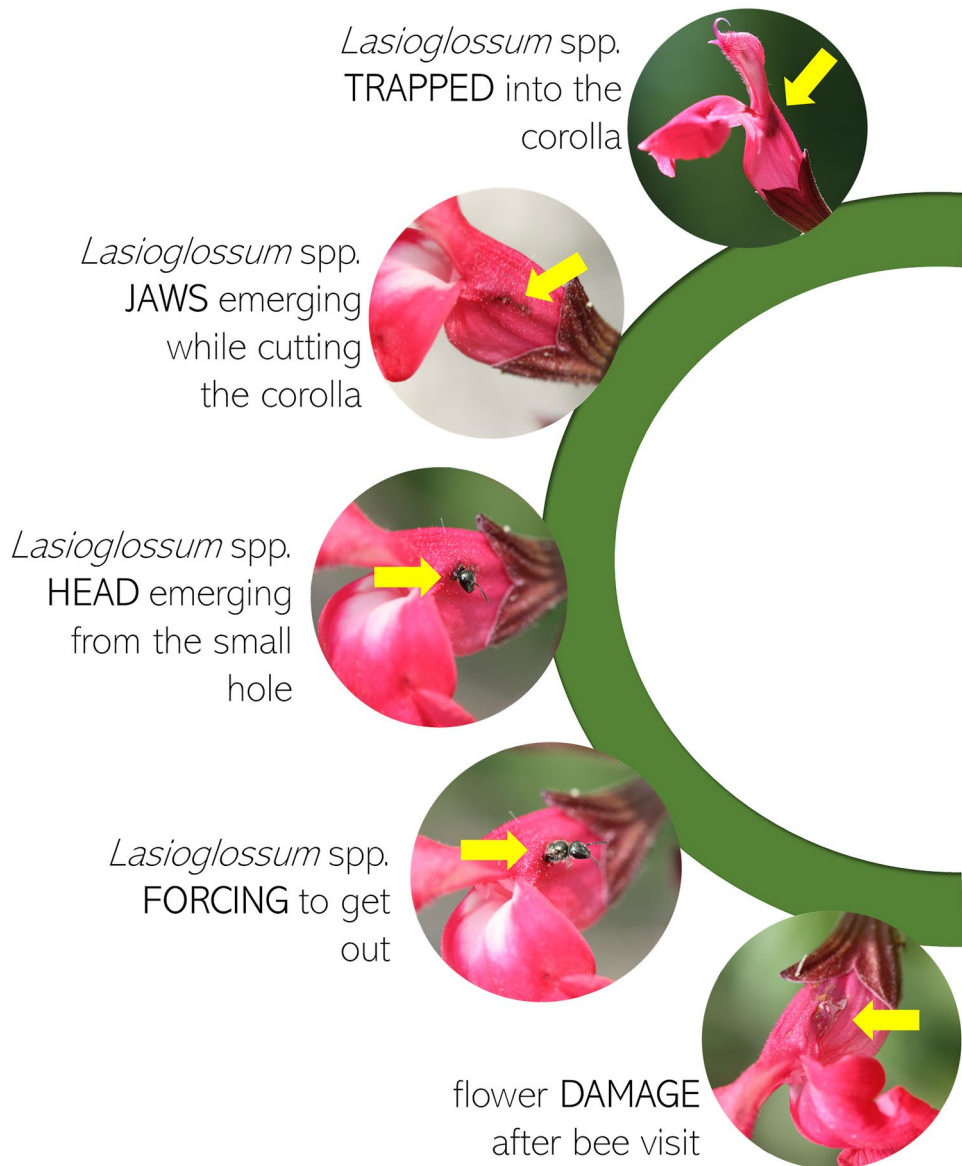 Lasioglossum spp.
TRAPPED into the
corolla
Lasioglossum spp.
JAWS emerging
while cutting
the corolla
Lasioglossum spp.
HEAD emerging
from the small
hole
Lasioglossum spp.
FORCING to get
out
flower DAMAGE
after bee visit